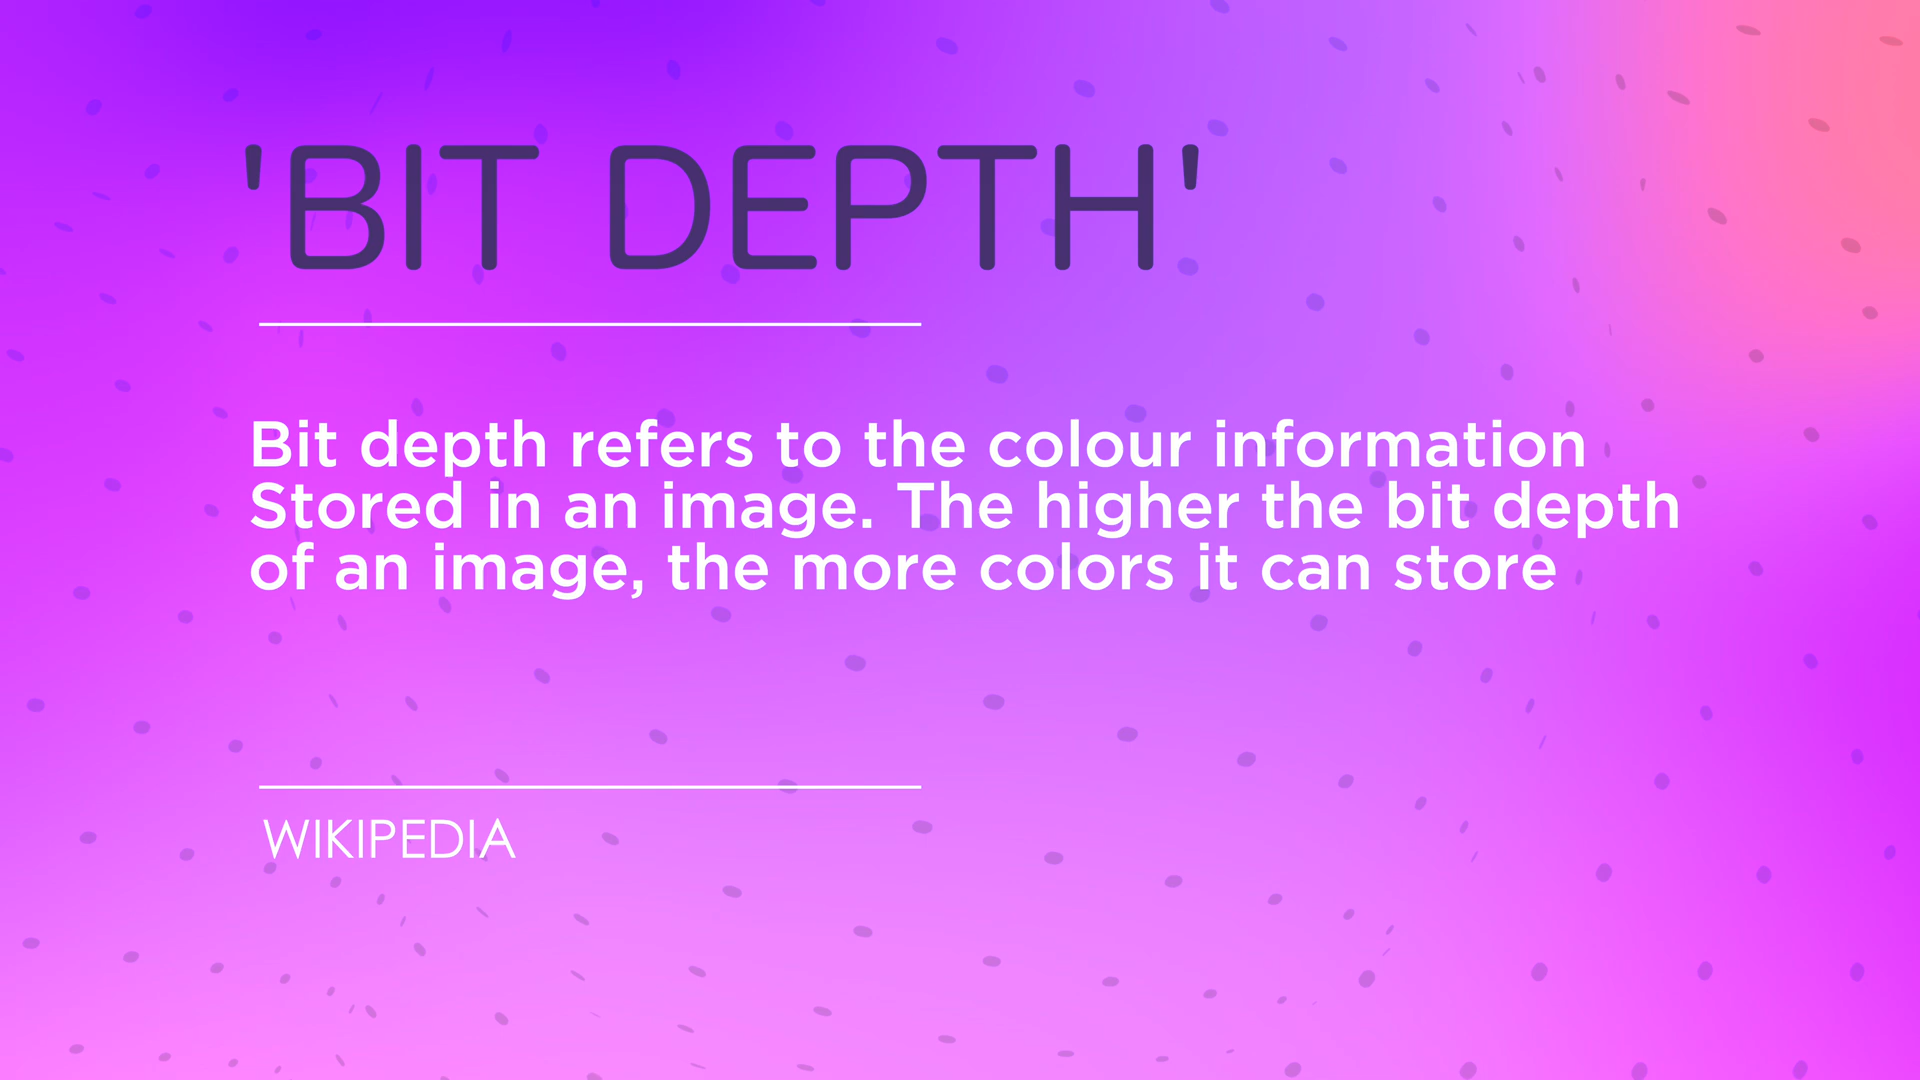 'BIT DEPTH'
Bit depth refers to the colour information
Stored in an image. The higher the bit depth
of an image, the more colors it can store
WIKIPEDIA